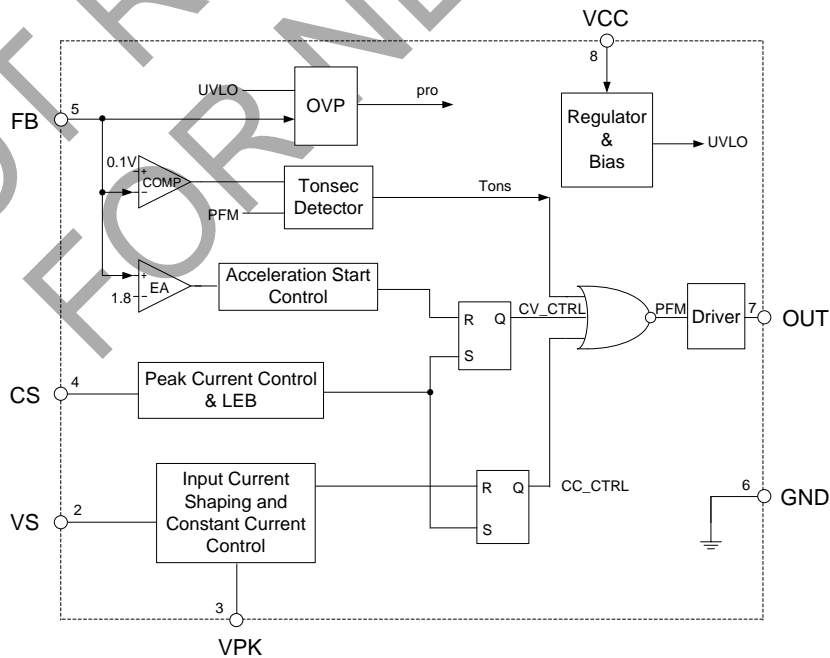 VCC
8
UVLO
OVP
pro
FB
5
Regulator
&
Bias
UVLO
0.1V
+
COMP
−
Tonsec
Detector
Tons
PFM
+
1.8
−
EA
Acceleration Start
Control
R
Q
S
CV_CTRL
PFM
Driver
7
OUT
CS
4
Peak Current Control
& LEB
VS
2
Input Current
Shaping and
Constant Current
Control
R
Q
S
CC_CTRL
6
GND
3
VPK
FOR NE